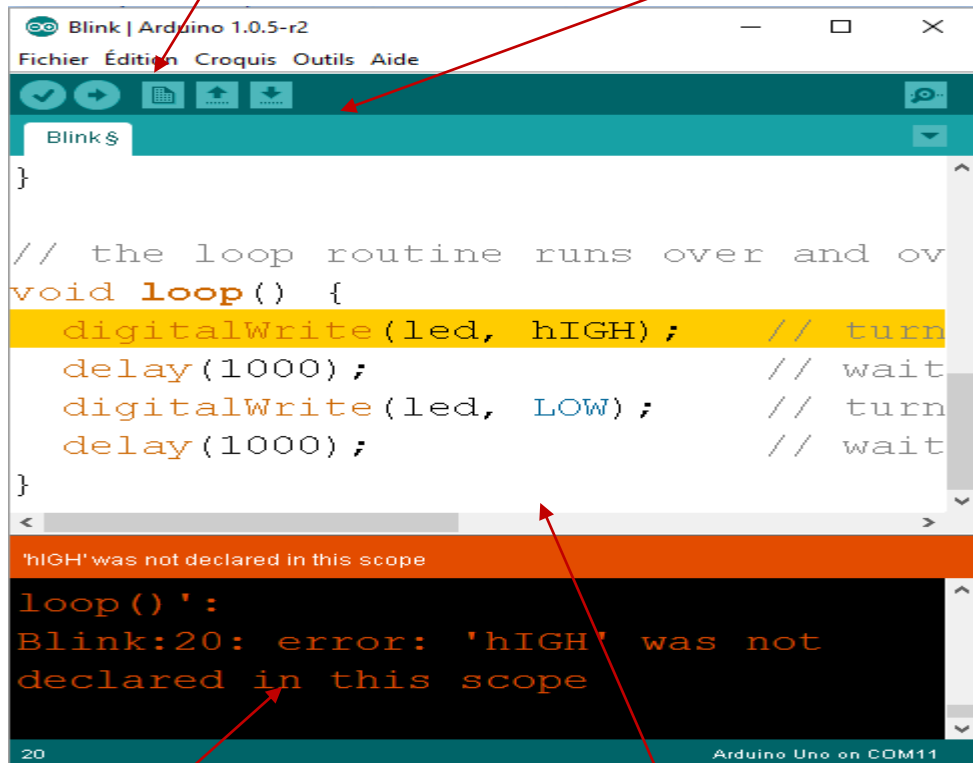 Blink | Arduino 1.0.5-r2
Fichier Édition Croquis Outils Aide
Blink §
}
// the loop routine runs over and ov
void loop() {
digitalWrite(led, hIGH); // turn
delay(1000); // wait
digitalWrite(led, LOW); // turn
delay(1000); // wait
}
'hIGH' was not declared in this scope
loop()':
Blink:20: error: 'hIGH' was not
declared in this scope
20 Arduino Uno on COM11